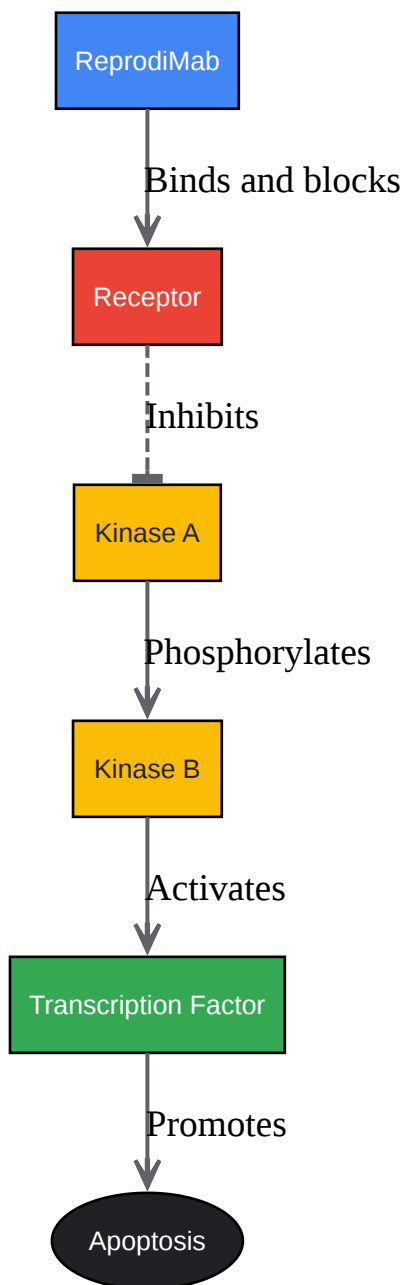 ReprodiMab
Binds and blocks
Receptor
Inhibits
Kinase A
Phosphorylates
Kinase B
Activates
Transcription Factor
Promotes
Apoptosis